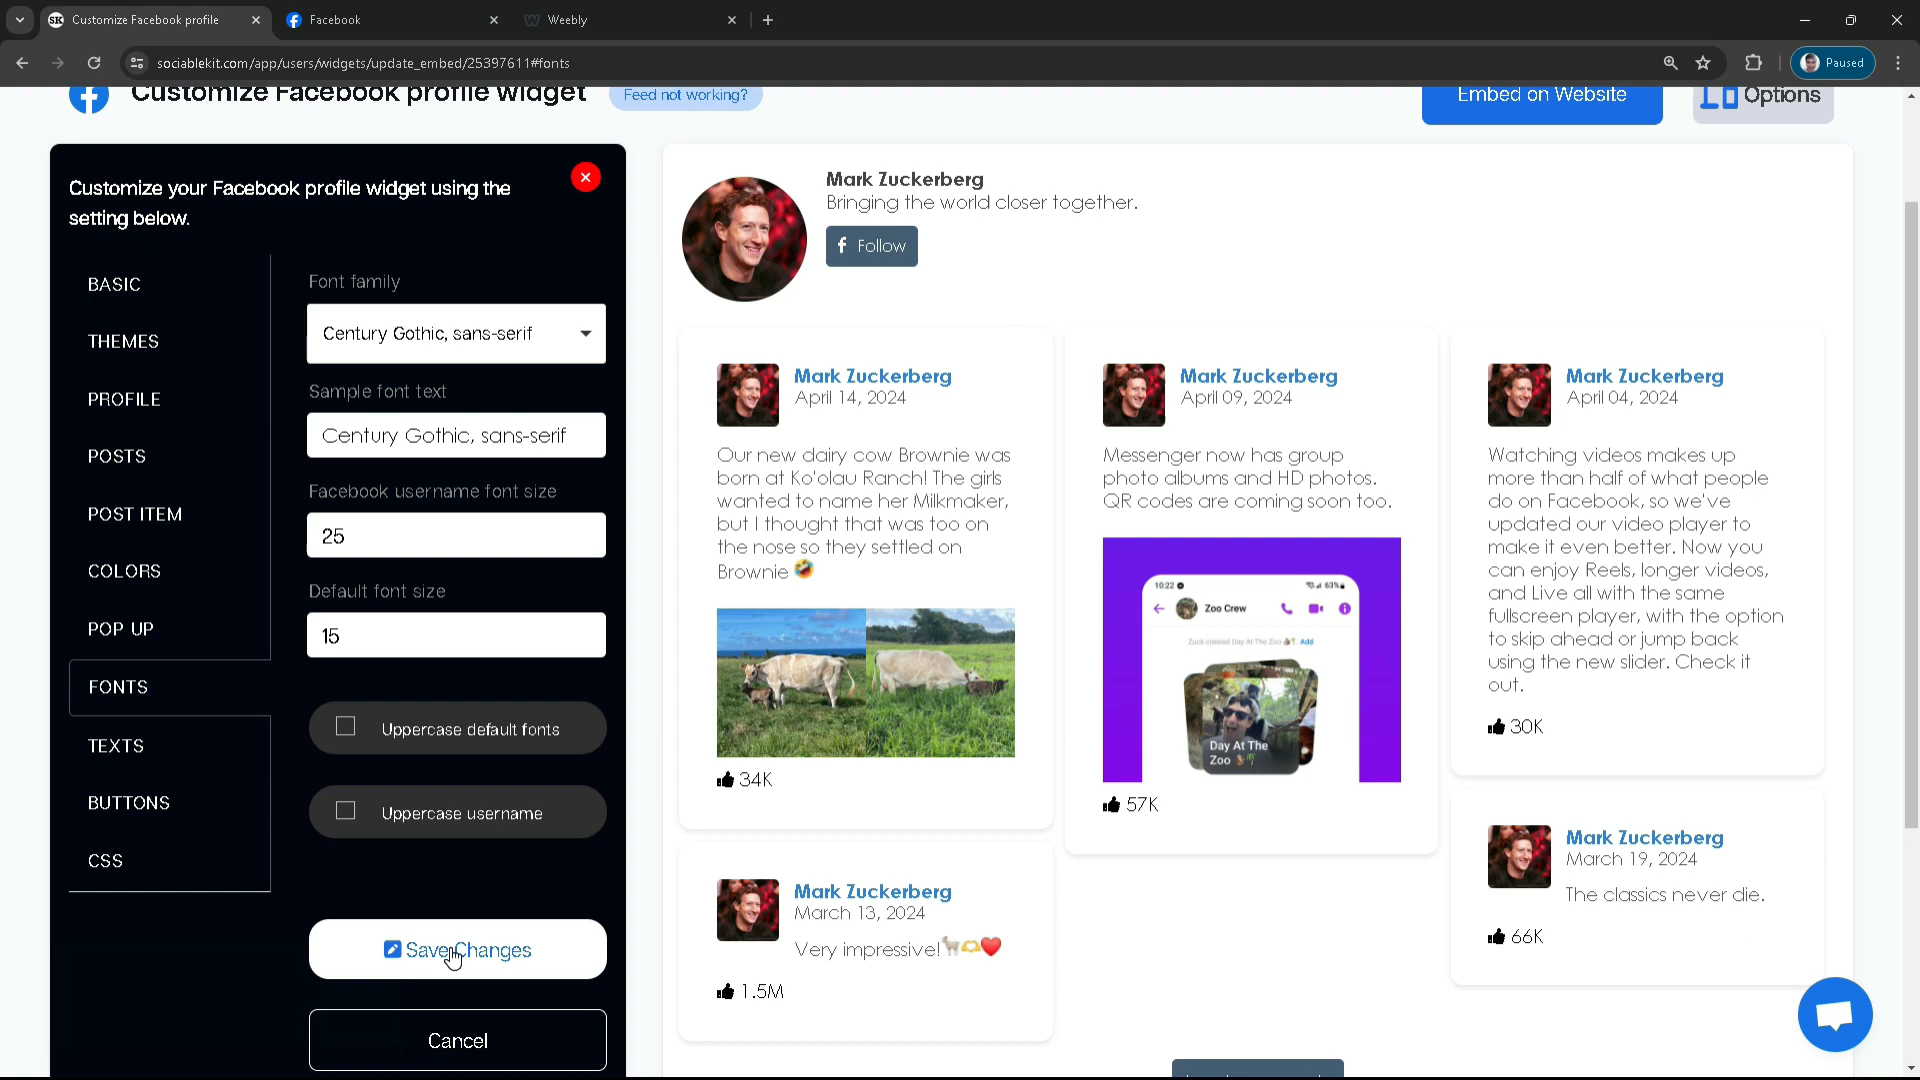 SK Customize Facebook profile
Facebook
Weebly
sociablekit.com/app/users/widgets/update_embed/25397611#fonts
Paused
Customize Facebook profile widget
Feed not working?
Embed on Website
Options
Customize your Facebook profile widget using the
setting below.
BASIC
THEMES
PROFILE
POSTS
POST ITEM
COLORS
POP UP
FONTS
TEXTS
BUTTONS
CSS
Font family
Century Gothic, sans-serif
Sample font text
Century Gothic, sans-serif
Facebook username font size
25
Default font size
15
Uppercase default fonts
Uppercase username
Save Changes
Cancel
Mark Zuckerberg
Bringing the world closer together.
Follow
Mark Zuckerberg
April 14, 2024
Our new dairy cow Brownie was
born at Ko'olau Ranch! The girls
wanted to name her Milkmaker,
but I thought that was too on
the nose so they settled on
Brownie 🤣
34K
Mark Zuckerberg
March 13, 2024
Very impressive!🐐🫶❤️
1.5M
Mark Zuckerberg
April 09, 2024
Messenger now has group
photo albums and HD photos.
QR codes are coming soon too.
10:22
63%
Zoo Crew
Zuck created Day At The Zoo 🐒🌴 Add
Day At The
Zoo 🐒🌴
57K
Mark Zuckerberg
April 04, 2024
Watching videos makes up
more than half of what people
do on Facebook, so we've
updated our video player to
make it even better. Now you
can enjoy Reels, longer videos,
and Live all with the same
fullscreen player, with the option
to skip ahead or jump back
using the new slider. Check it
out.
30K
Mark Zuckerberg
March 19, 2024
The classics never die.
66K